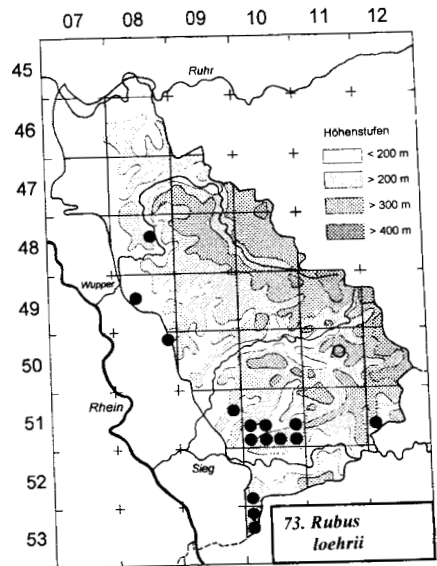 07 08 09 10 11 12
45
46
47
48
49
50
51
52
53
Ruhr
Höhenstufen
< 200 m
> 200 m
> 300 m
> 400 m
Wupper
Rhein
Sieg
73. Rubus
loehrii